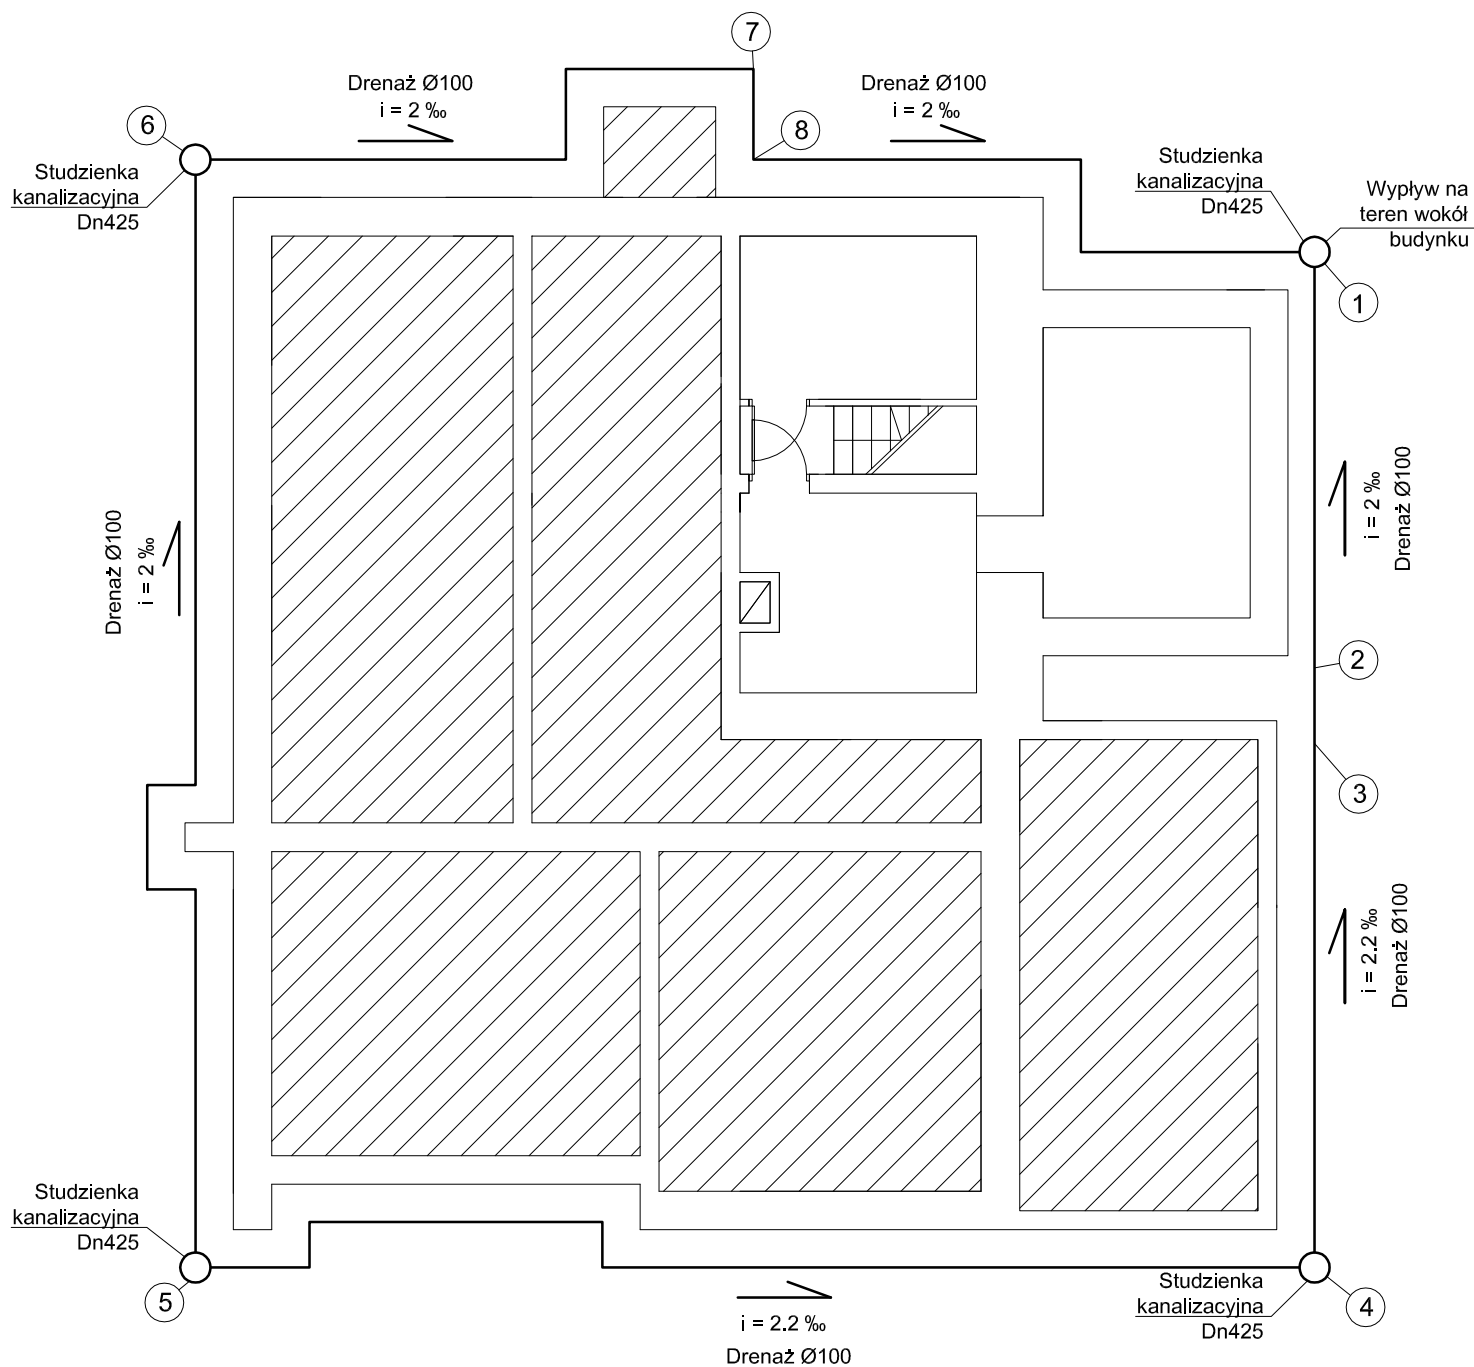 7
Drenaż Ø100
i = 2 ‰
Drenaż Ø100
i = 2 ‰
6
8
Studzienka
kanalizacyjna
Dn425
Studzienka
kanalizacyjna
Dn425
Wypływ na
teren wokół
budynku
1
Drenaż Ø100
i = 2 ‰
i = 2 ‰
Drenaż Ø100
2
3
i = 2.2 ‰
Drenaż Ø100
Studzienka
kanalizacyjna
Dn425
5
i = 2.2 ‰
Drenaż Ø100
Studzienka
kanalizacyjna
Dn425
4